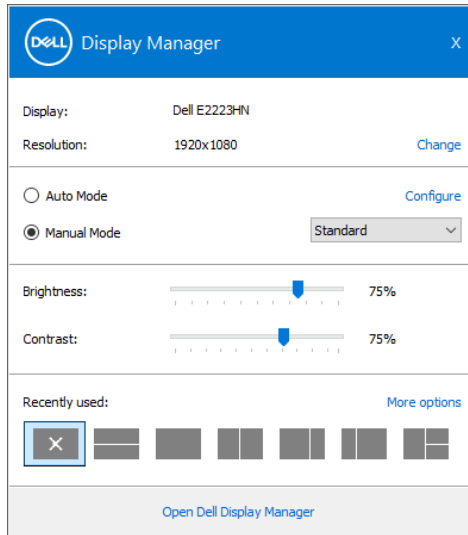 DELL Display Manager X
Display: Dell E2223HN
Resolution: 1920x1080 Change
Auto Mode Configure
Manual Mode Standard
Brightness: 75%
Contrast: 75%
Recently used: More options
Open Dell Display Manager